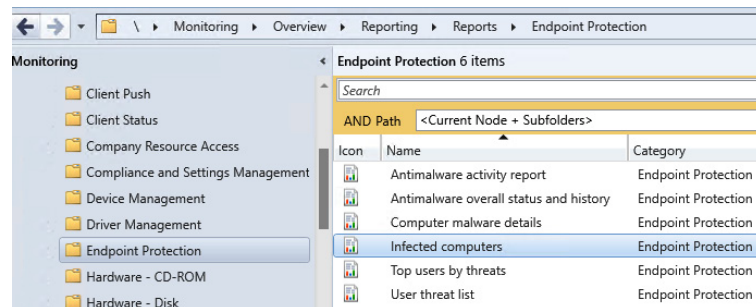 \ Monitoring Overview Reporting Reports Endpoint Protection
Monitoring
Client Push
Client Status
Company Resource Access
Compliance and Settings Management
Device Management
Driver Management
Endpoint Protection
Hardware - CD-ROM
Hardware - Disk
Endpoint Protection 6 items
Search
AND Path <Current Node + Subfolders>
Icon Name Category
Antimalware activity report Endpoint Protection
Antimalware overall status and history Endpoint Protection
Computer malware details Endpoint Protection
Infected computers Endpoint Protection
Top users by threats Endpoint Protection
User threat list Endpoint Protection